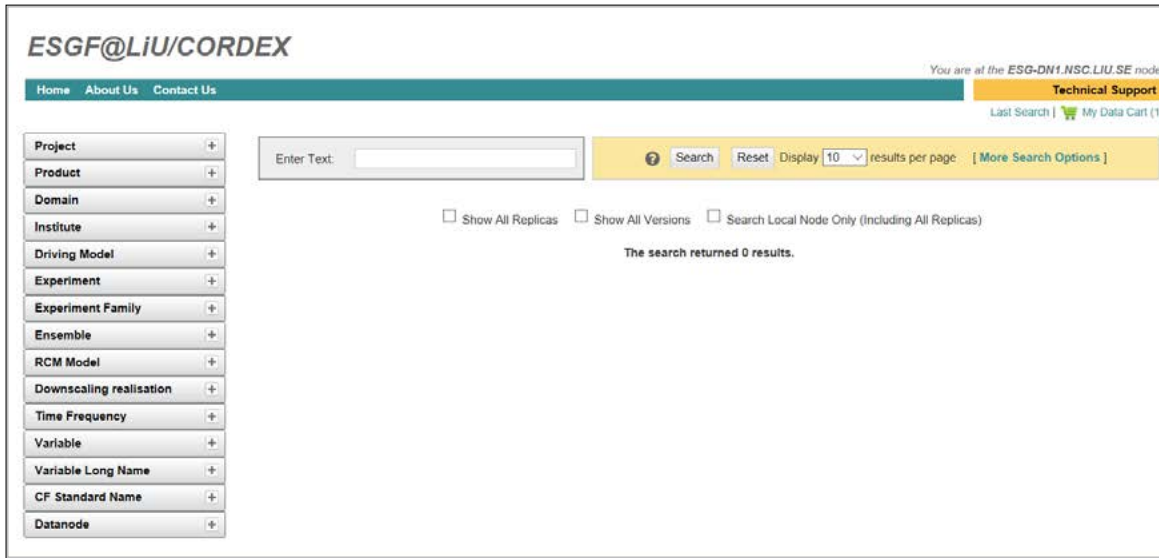 ESGF@LiU/CORDEX
You are at the ESG-DN1.NSC.LIU.SE node
Home About Us Contact Us
Technical Support
Last Search | My Data Cart (1
Project
Product
Domain
Institute
Driving Model
Experiment
Experiment Family
Ensemble
RCM Model
Downscaling realisation
Time Frequency
Variable
Variable Long Name
CF Standard Name
Datanode
Enter Text:
? Search Reset Display 10 results per page [ More Search Options ]
Show All Replicas Show All Versions Search Local Node Only (Including All Replicas)
The search returned 0 results.